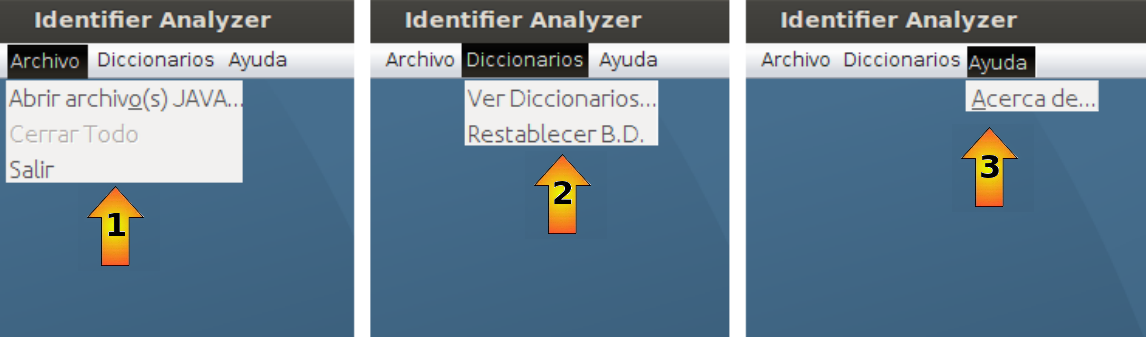 Identifier Analyzer
Archivo Diccionarios Ayuda
Abrir archivo(s) JAVA...
Cerrar Todo
Salir
1
Identifier Analyzer
Archivo Diccionarios Ayuda
Ver Diccionarios...
Restablecer B.D.
2
Identifier Analyzer
Archivo Diccionarios Ayuda
Acerca de...
3